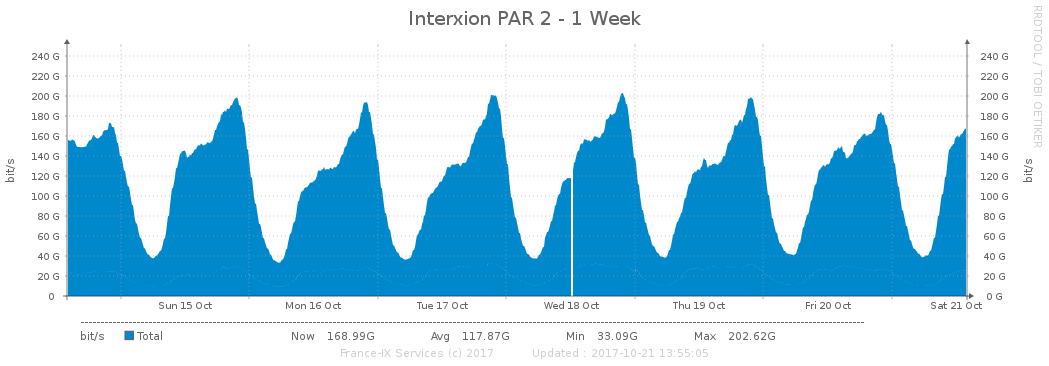 Interxion PAR 2 - 1 Week
RRDTOOL / TOBI OETIKER
240 G 240 G
220 G 220 G
200 G 200 G
180 G 180 G
160 G 160 G
140 G 140 G
120 G 120 G
100 G 100 G
80 G 80 G
60 G 60 G
40 G 40 G
20 G 20 G
0 0 G
bit/s
bit/s
Sun 15 Oct Mon 16 Oct Tue 17 Oct Wed 18 Oct Thu 19 Oct Fri 20 Oct Sat 21 Oct
bit/s Total Now 168.99G Avg 117.87G Min 33.09G Max 202.62G
France-IX Services (c) 2017 Updated : 2017-10-21 13:55:05